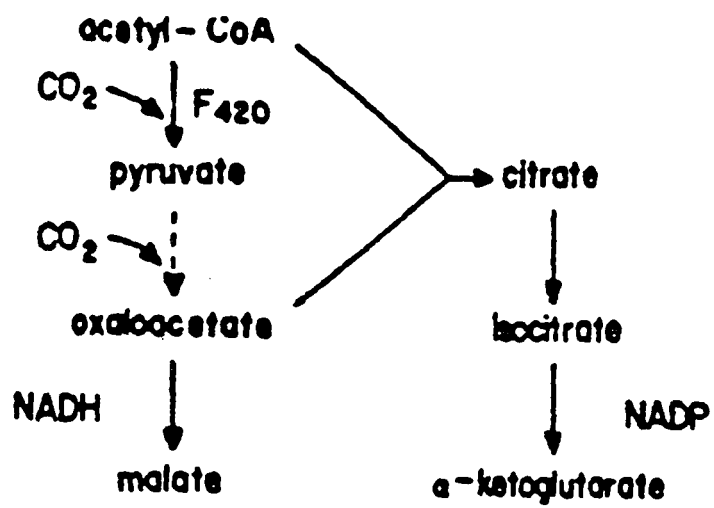 acetyl-CoA
CO2
F420
pyruvate
citrate
CO2
oxaloacetate
Isocitrate
NADH
NADP
malate
α-ketoglutarate